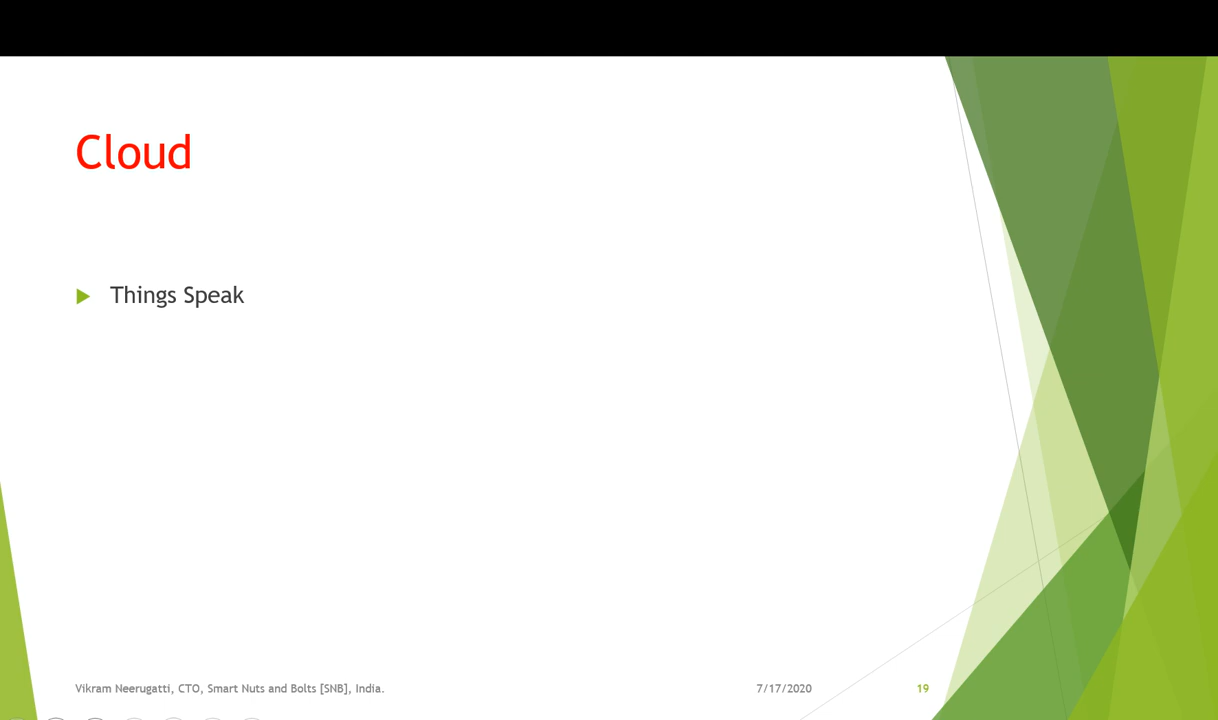 Cloud
Things Speak
Vikram Neerugatti, CTO, Smart Nuts and Bolts [SNB], India.
7/17/2020
19